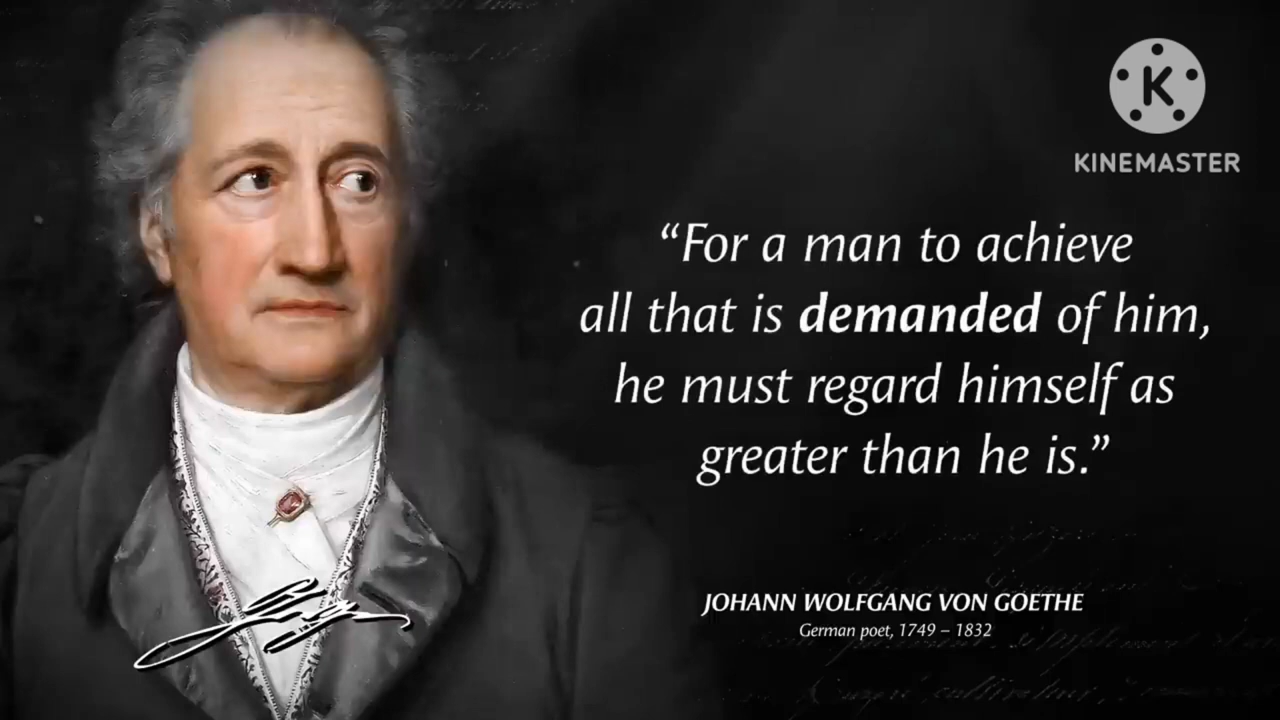 K
KINEMASTER
“For a man to achieve
all that is demanded of him,
he must regard himself as
greater than he is.”
JOHANN WOLFGANG VON GOETHE
German poet, 1749 – 1832